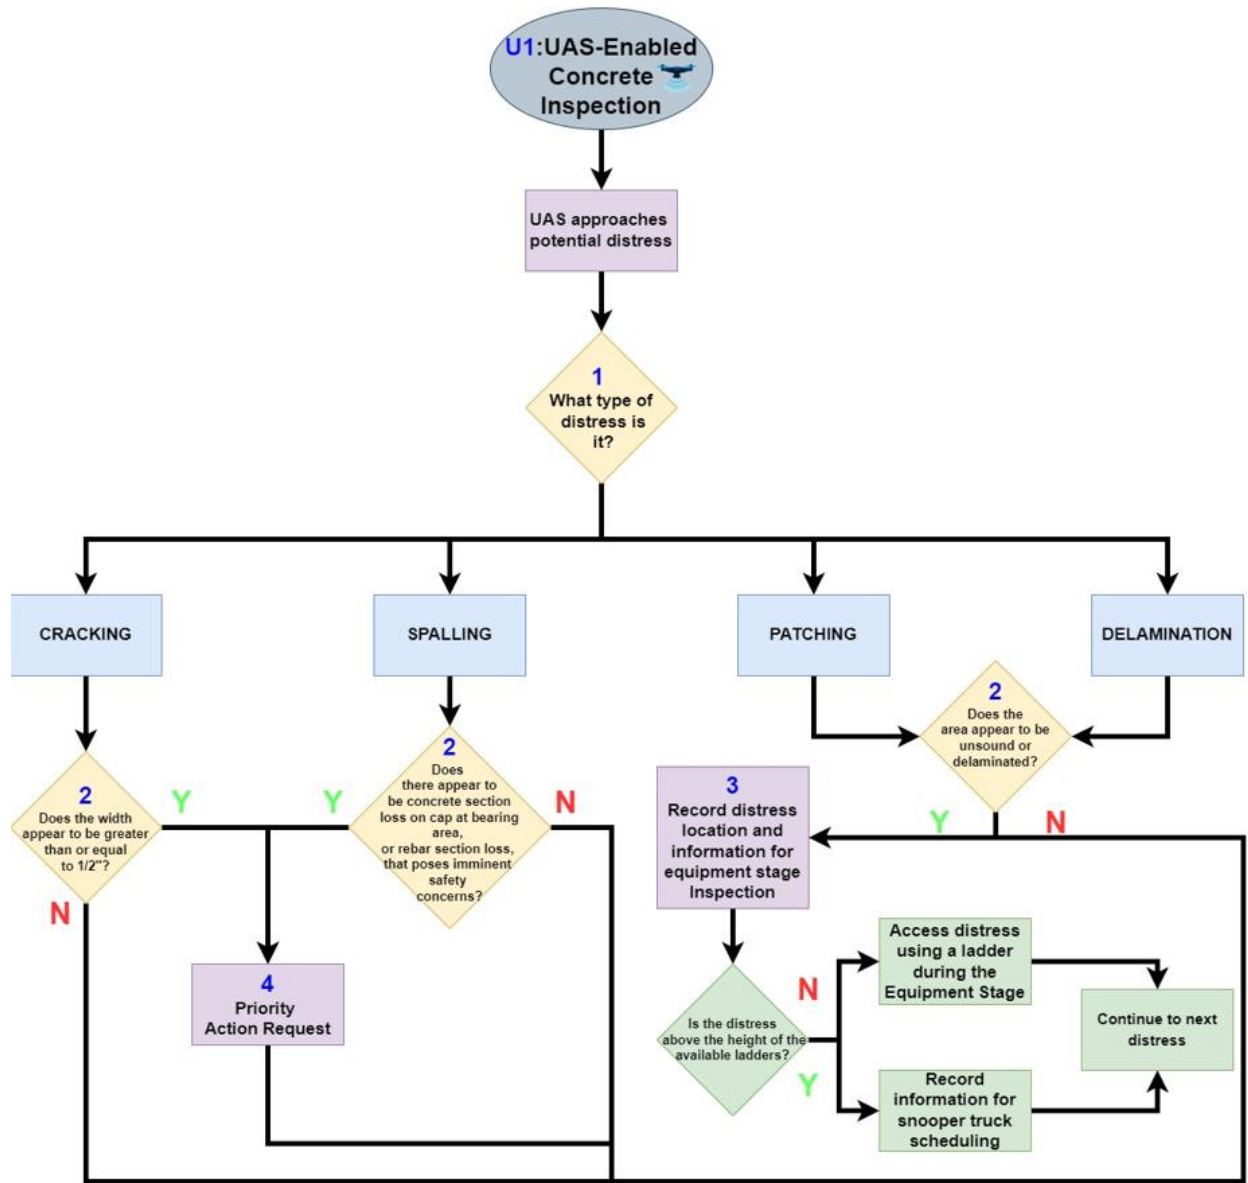 U1:UAS-Enabled
Concrete
Inspection
UAS approaches
potential distress
1
What type of
distress is
it?
CRACKING
SPALLING
PATCHING
DELAMINATION
2
Does the width
appear to be greater
than or equal
to 1/2"?
Y
N
2
Does
there appear to
be concrete section
loss on cap at bearing
area,
or rebar section loss,
that poses imminent
safety
concerns?
Y
N
2
Does the
area appear to be
unsound or
delaminated?
Y
N
3
Record distress
location and
information for
equipment stage
Inspection
4
Priority
Action Request
Is the distress
above the height of the
available ladders?
N
Y
Access distress
using a ladder
during the
Equipment Stage
Record
information for
snooper truck
scheduling
Continue to next
distress